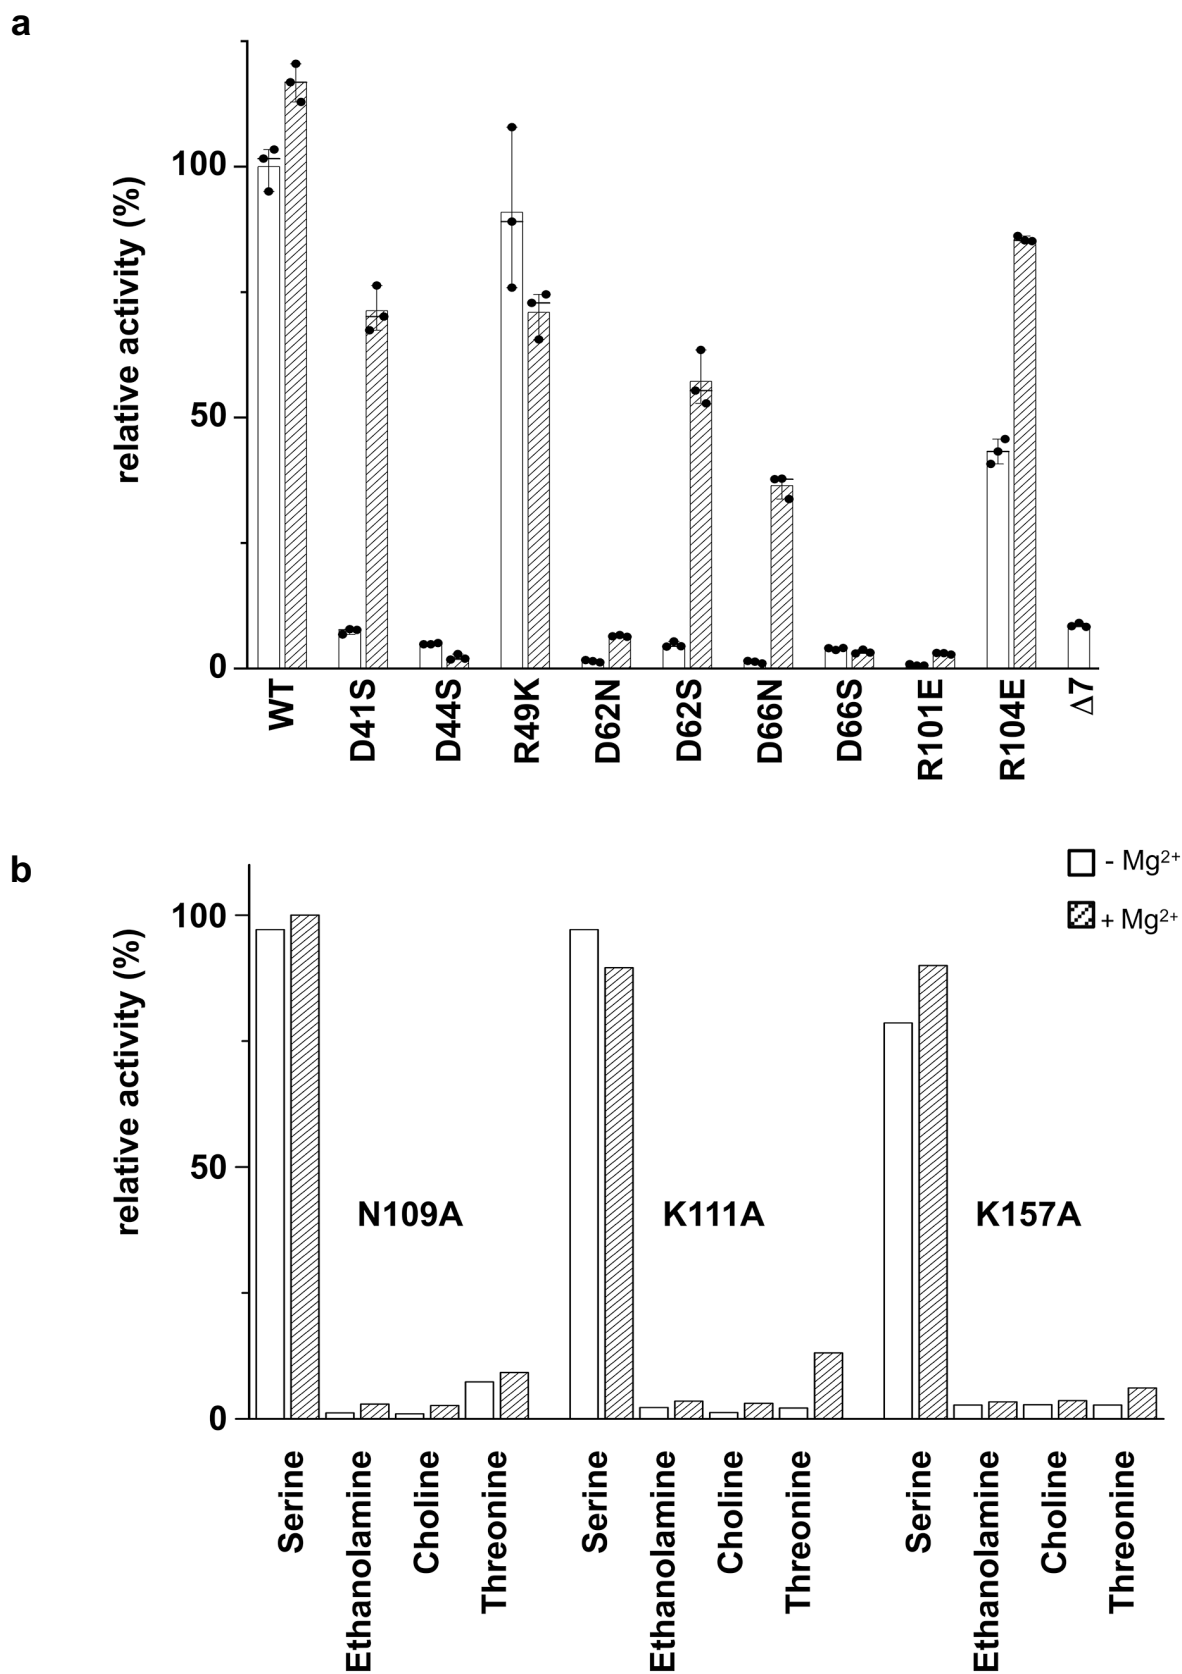 a
relative activity (%)
100
50
0
WT
D41S
D44S
R49K
D62N
D62S
D66N
D66S
R101E
R104E
Δ7
b
- Mg²⁺
+ Mg²⁺
relative activity (%)
100
50
0
N109A
K111A
K157A
Serine
Ethanolamine
Choline
Threonine
Serine
Ethanolamine
Choline
Threonine
Serine
Ethanolamine
Choline
Threonine